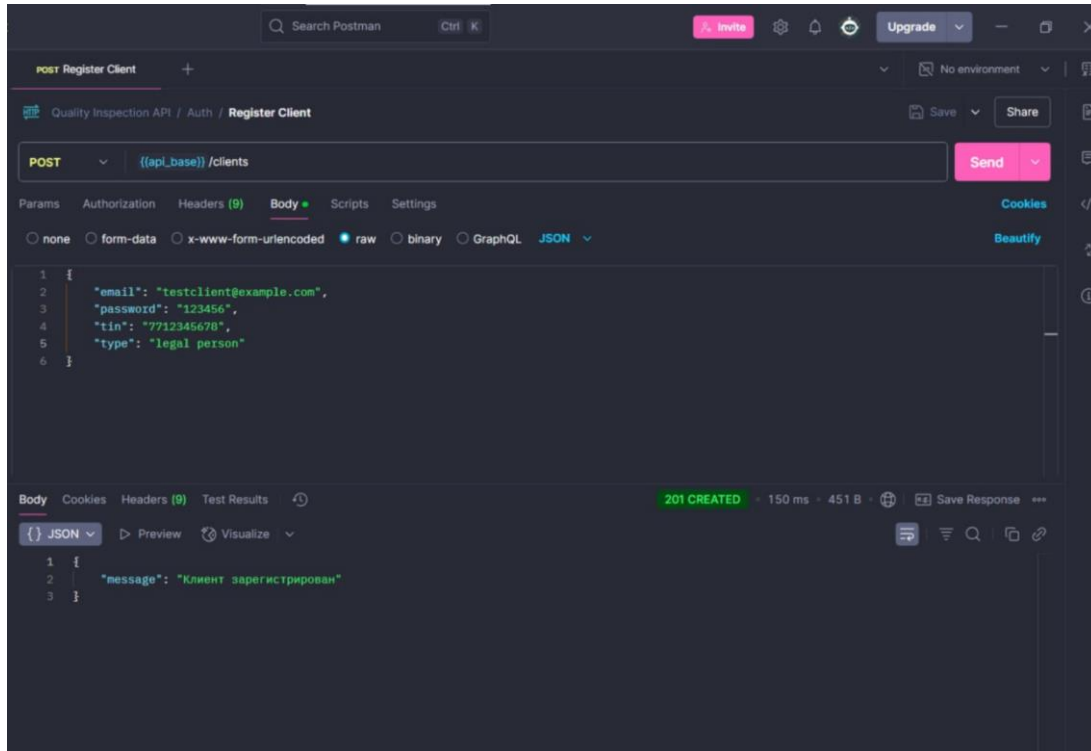 Search Postman Ctrl K Invite Upgrade
POST Register Client + No environment
HTTP Quality Inspection API / Auth / Register Client Save Share
POST {{api_base}} /clients Send
Params Authorization Headers (9) Body Scripts Settings Cookies
none form-data x-www-form-urlencoded raw binary GraphQL JSON Beautify
1 {
2 "email": "testclient@example.com",
3 "password": "123456",
4 "tin": "7712345678",
5 "type": "legal person"
6 }
Body Cookies Headers (9) Test Results 201 CREATED 150 ms 451 B Save Response
{} JSON Preview Visualize
1 {
2 "message": "Клиент зарегистрирован"
3 }